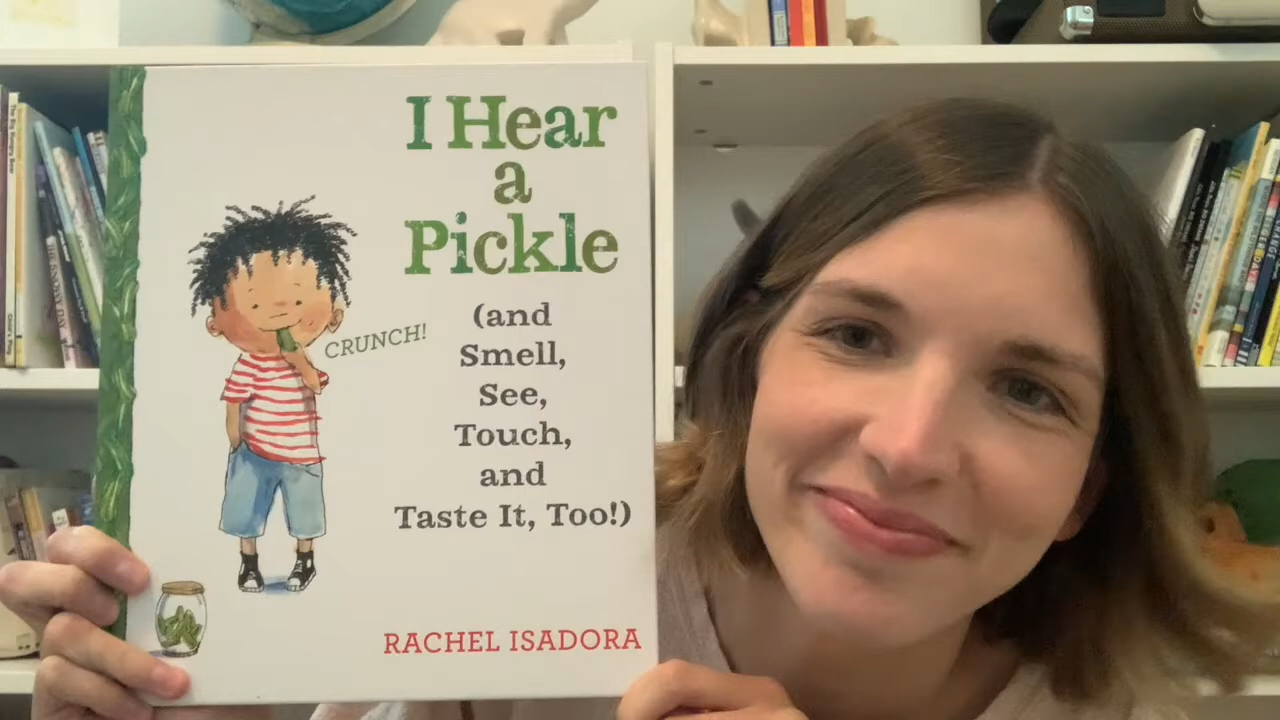 I Hear
a
Pickle
(and
Smell,
See,
Touch,
and
Taste It, Too!)
CRUNCH!
RACHEL ISADORA